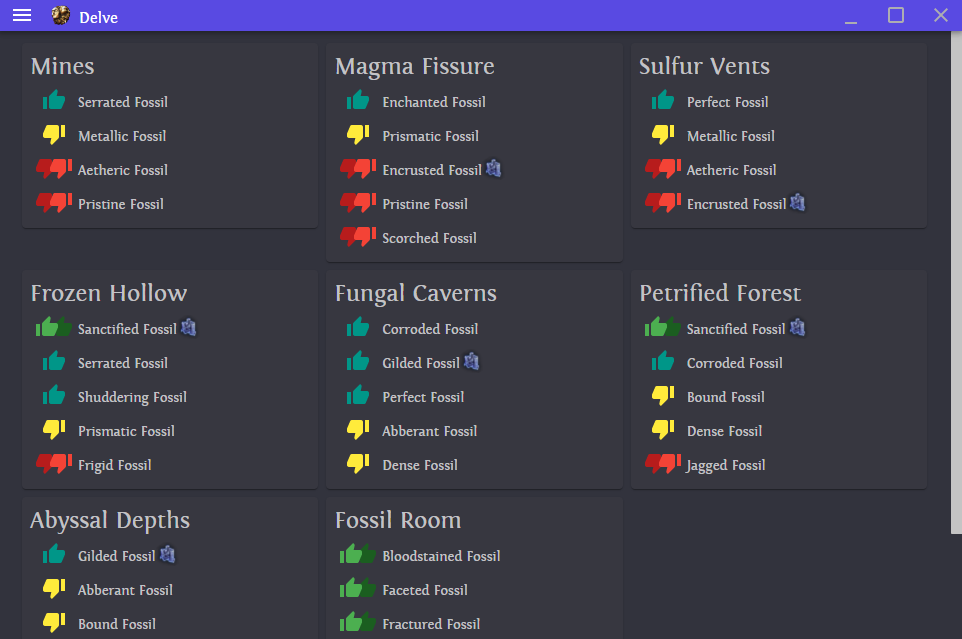 Delve
Mines
Serrated Fossil
Metallic Fossil
Aetheric Fossil
Pristine Fossil
Magma Fissure
Enchanted Fossil
Prismatic Fossil
Encrusted Fossil
Pristine Fossil
Scorched Fossil
Sulfur Vents
Perfect Fossil
Metallic Fossil
Aetheric Fossil
Encrusted Fossil
Frozen Hollow
Sanctified Fossil
Serrated Fossil
Shuddering Fossil
Prismatic Fossil
Frigid Fossil
Fungal Caverns
Corroded Fossil
Gilded Fossil
Perfect Fossil
Abberant Fossil
Dense Fossil
Petrified Forest
Sanctified Fossil
Corroded Fossil
Bound Fossil
Dense Fossil
Jagged Fossil
Abyssal Depths
Gilded Fossil
Abberant Fossil
Bound Fossil
Fossil Room
Bloodstained Fossil
Faceted Fossil
Fractured Fossil